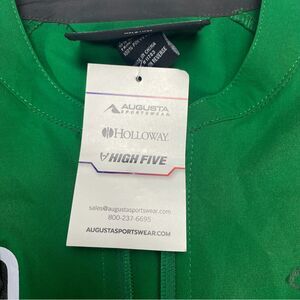 AUGUSTA
SPORTSWEAR
HOLLOWAY
HIGH FIVE
sales@augustasportswear.com
800-237-6695
AUGUSTASPORTSWEAR.COM